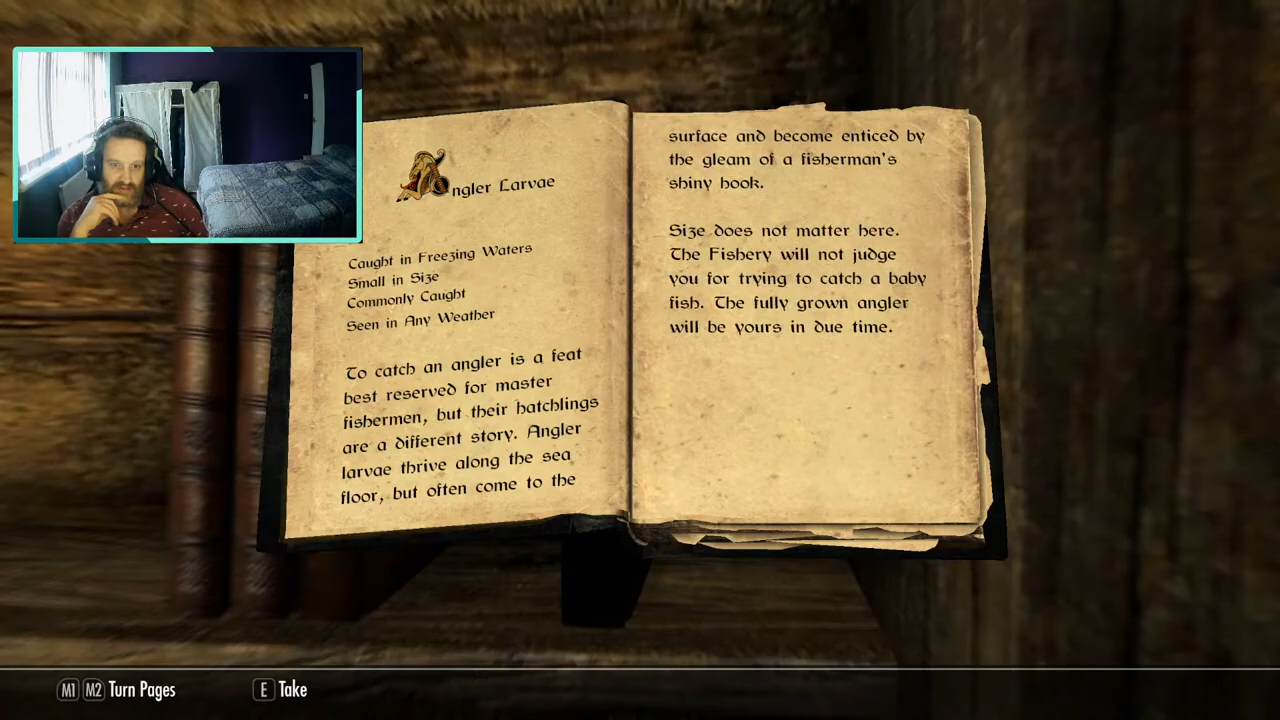 Angler Larvae
Caught in Freezing Waters
Small in Size
Commonly Caught
Seen in Any Weather
To catch an angler is a feat
best reserved for master
fishermen, but their hatchlings
are a different story. Angler
larvae thrive along the sea
floor, but often come to the
surface and become enticed by
the gleam of a fisherman's
shiny hook.
Size does not matter here.
The Fishery will not judge
you for trying to catch a baby
fish. The fully grown angler
will be yours in due time.
M1 M2 Turn Pages
E Take